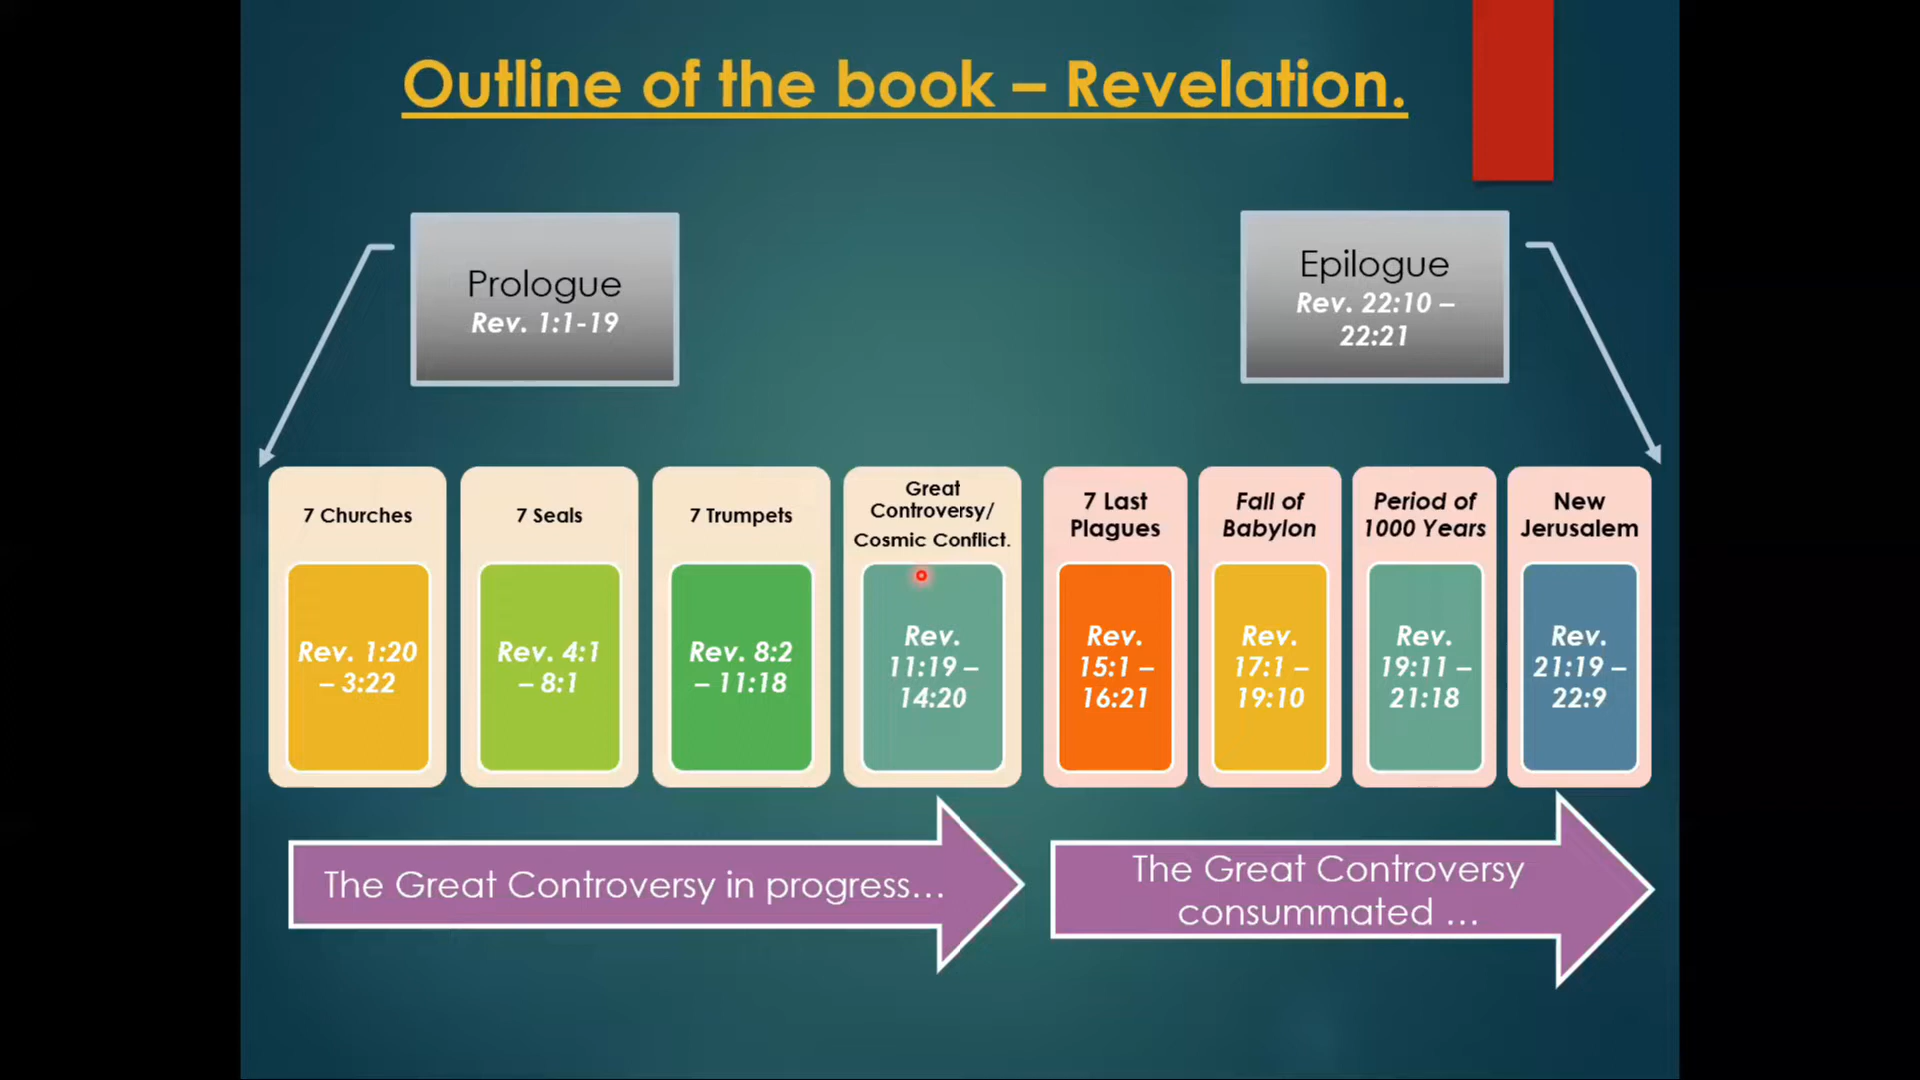 Outline of the book – Revelation.
Prologue
Rev. 1:1-19
Epilogue
Rev. 22:10 –
22:21
7 Churches
Rev. 1:20
– 3:22
7 Seals
Rev. 4:1
– 8:1
7 Trumpets
Rev. 8:2
– 11:18
Great
Controversy/
Cosmic Conflict.
Rev.
11:19 –
14:20
7 Last
Plagues
Rev.
15:1 –
16:21
Fall of
Babylon
Rev.
17:1 –
19:10
Period of
1000 Years
Rev.
19:11 –
21:18
New
Jerusalem
Rev.
21:19 –
22:9
The Great Controversy in progress...
The Great Controversy
consummated ...